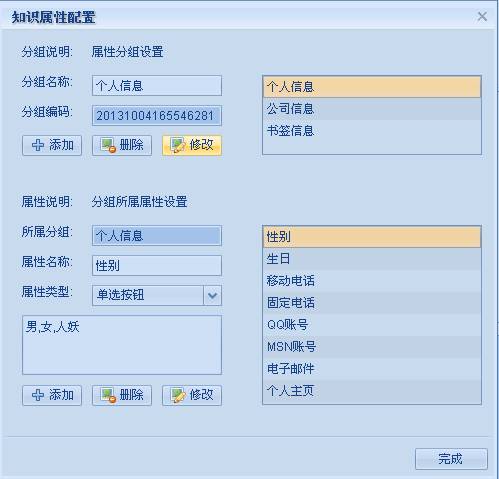 知识属性配置
分组说明: 属性分组设置
分组名称: 个人信息
分组编码: 20131004165546281
添加 删除 修改
个人信息
公司信息
书签信息
属性说明: 分组所属属性设置
所属分组: 个人信息
属性名称: 性别
属性类型: 单选按钮
男,女,人妖
添加 删除 修改
性别
生日
移动电话
固定电话
QQ账号
MSN账号
电子邮件
个人主页
完成